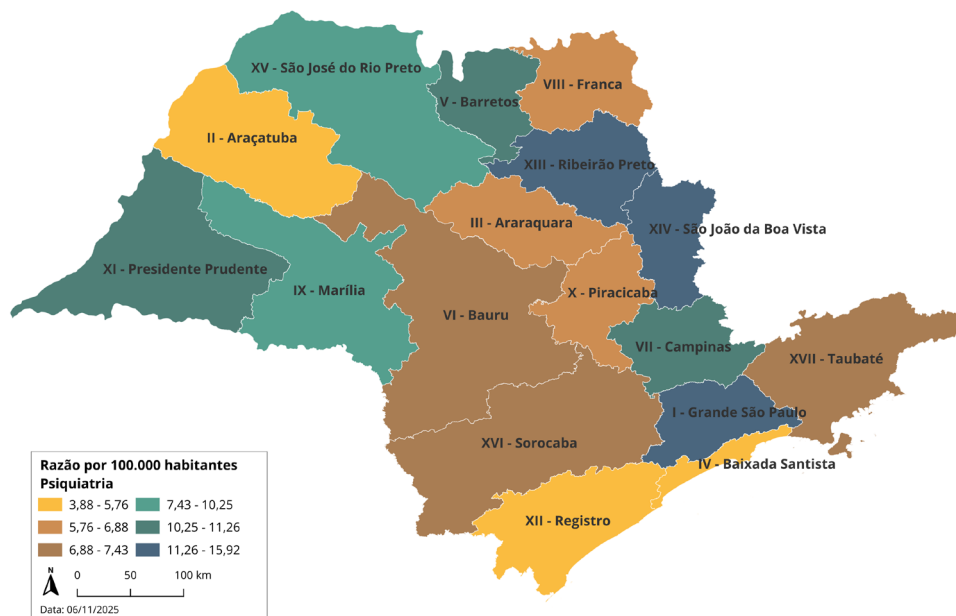 XV - São José do Rio Preto
VIII - Franca
V - Barretos
II - Araçatuba
XIII - Ribeirão Preto
III - Araraquara
XIV - São João da Boa Vista
XI - Presidente Prudente
IX - Marília
X - Piracicaba
VI - Bauru
VII - Campinas
XVII - Taubaté
I - Grande São Paulo
XVI - Sorocaba
IV - Baixada Santista
XII - Registro
Razão por 100.000 habitantes
Psiquiatria
3,88 - 5,76 7,43 - 10,25
5,76 - 6,88 10,25 - 11,26
6,88 - 7,43 11,26 - 15,92
N
0 50 100 km
Data: 06/11/2025